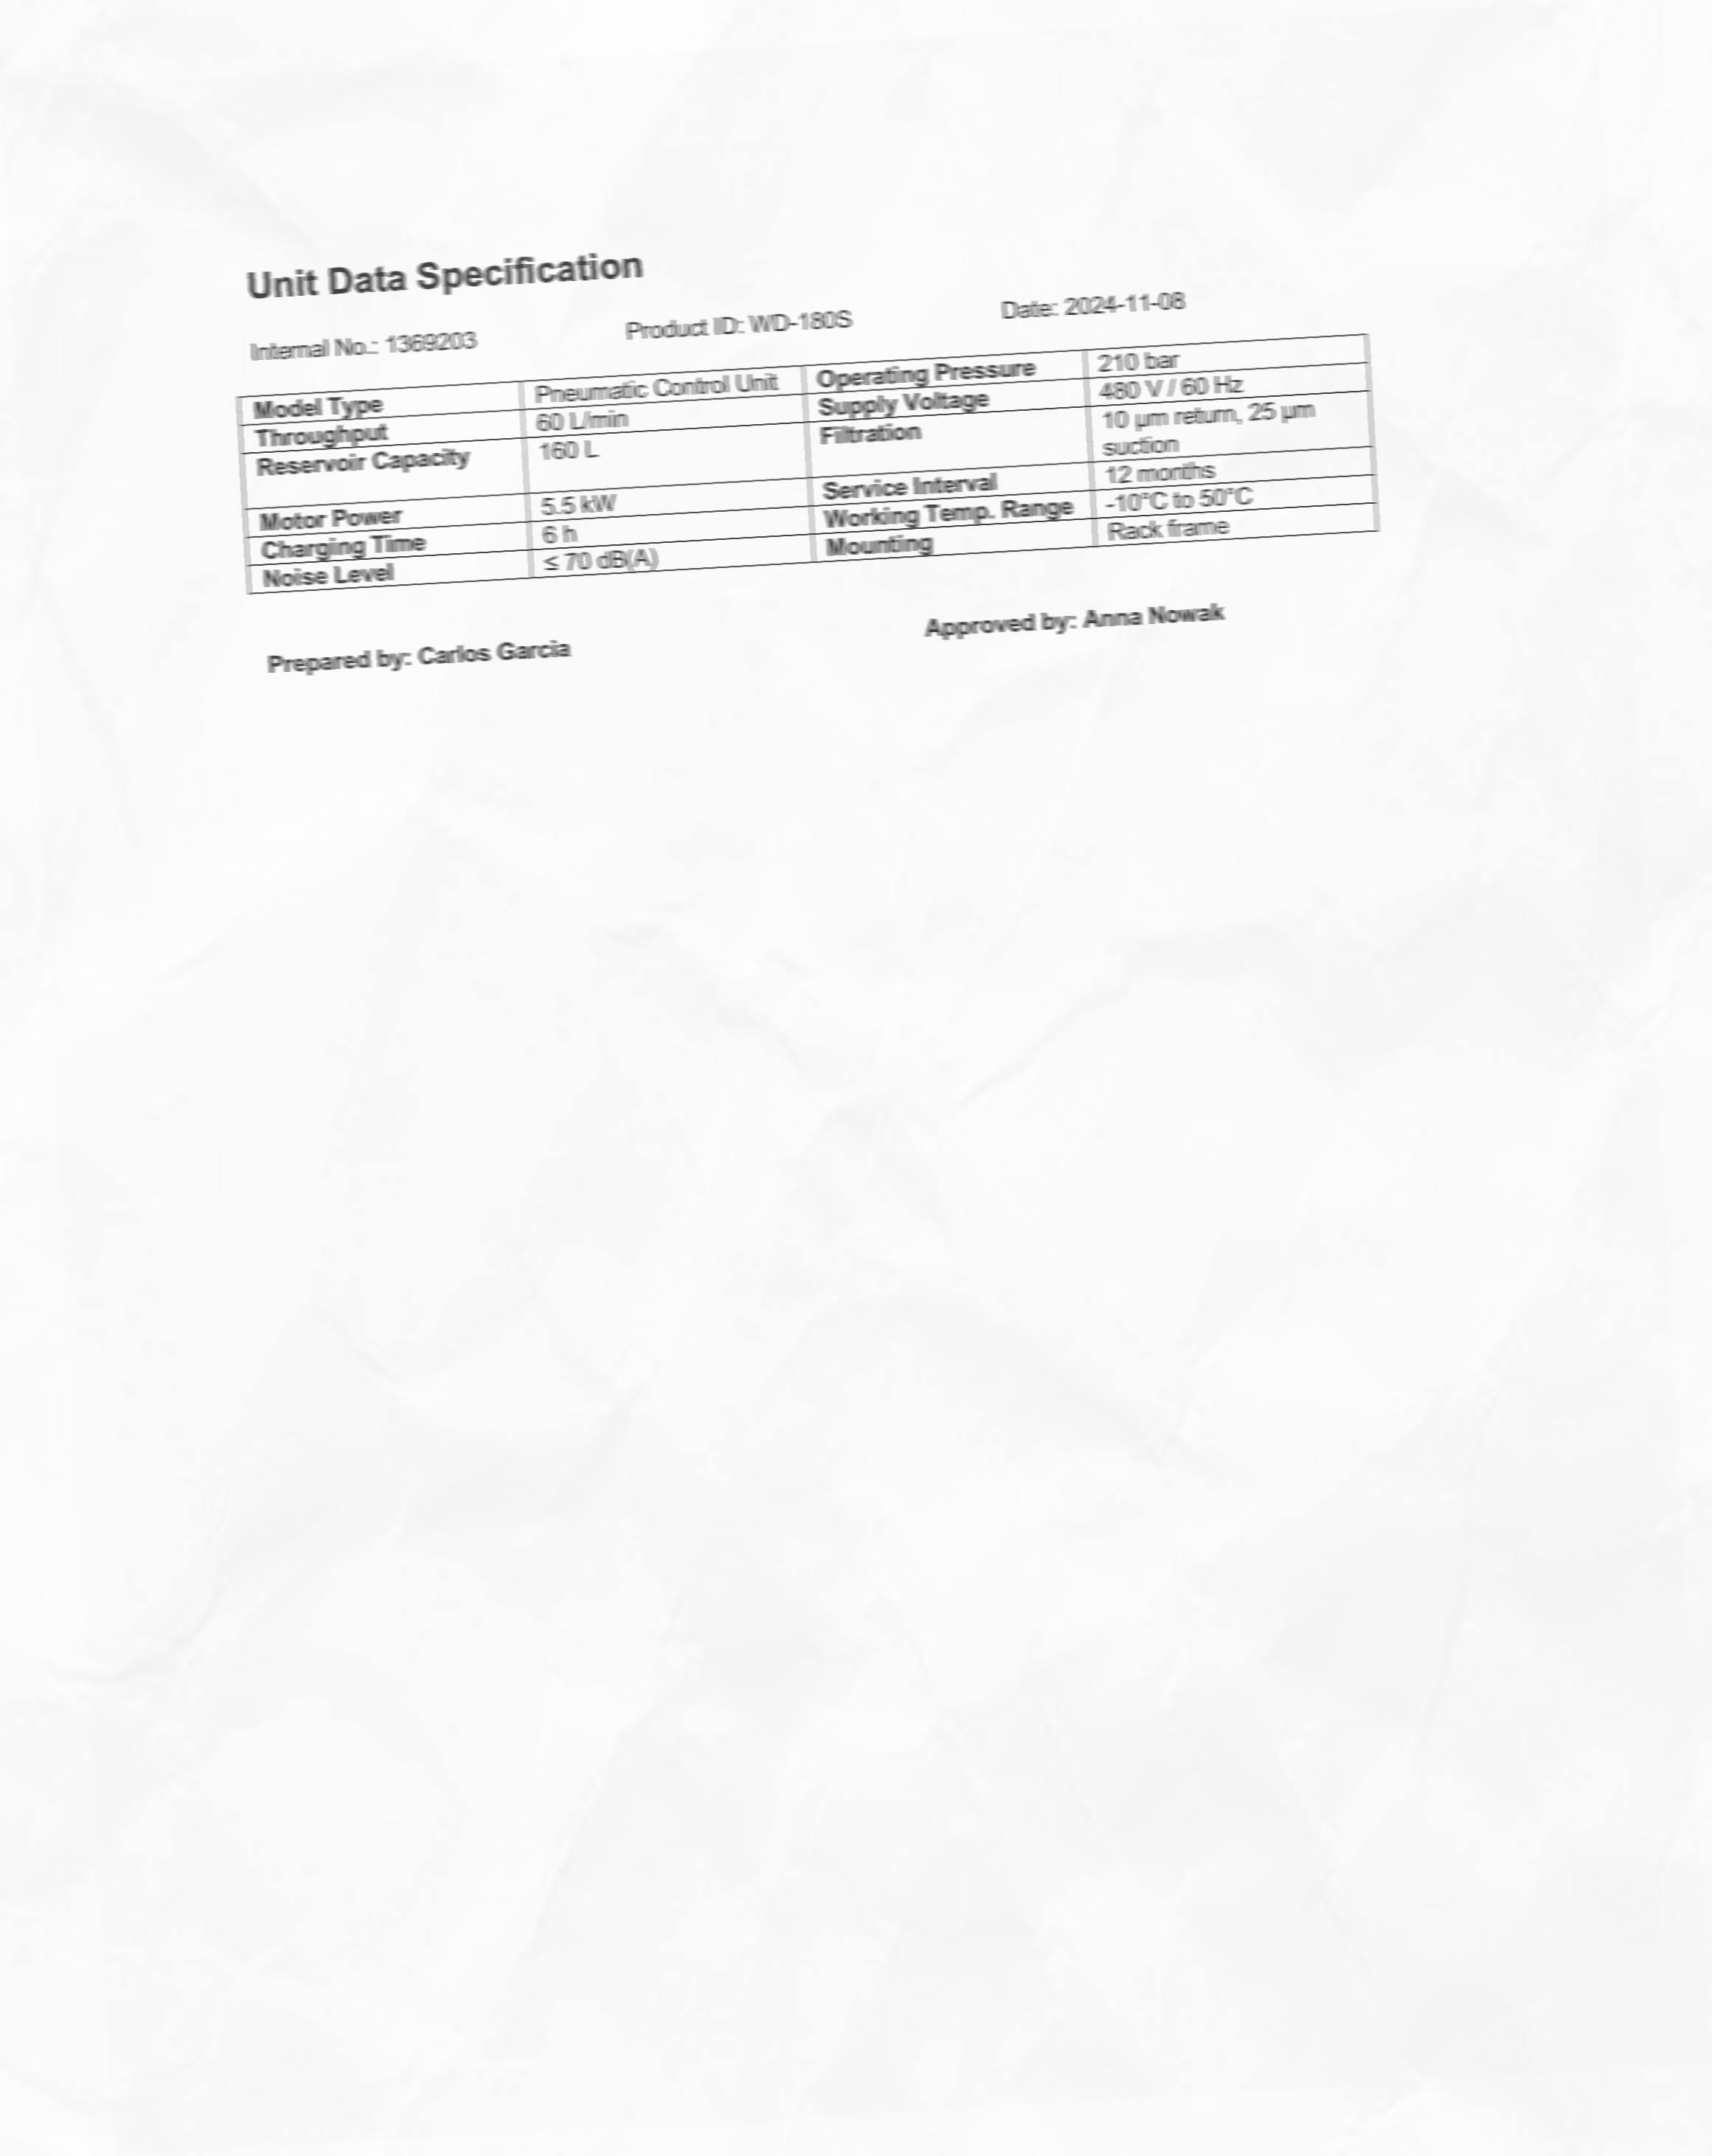 Unit Data Specification
Internal No.: 1369203 Product ID: WD-180S Date: 2024-11-08
Model Type Pneumatic Control Unit Operating Pressure 210 bar
Throughput 60 L/min Supply Voltage 480 V / 60 Hz
Reservoir Capacity 160 L Filtration 10 µm return, 25 µm
suction
Motor Power 5.5 kW Service Interval 12 months
Charging Time 6 h Working Temp. Range -10°C to 50°C
Noise Level ≤ 70 dB(A) Mounting Rack frame
Prepared by: Carlos Garcia Approved by: Anna Nowak